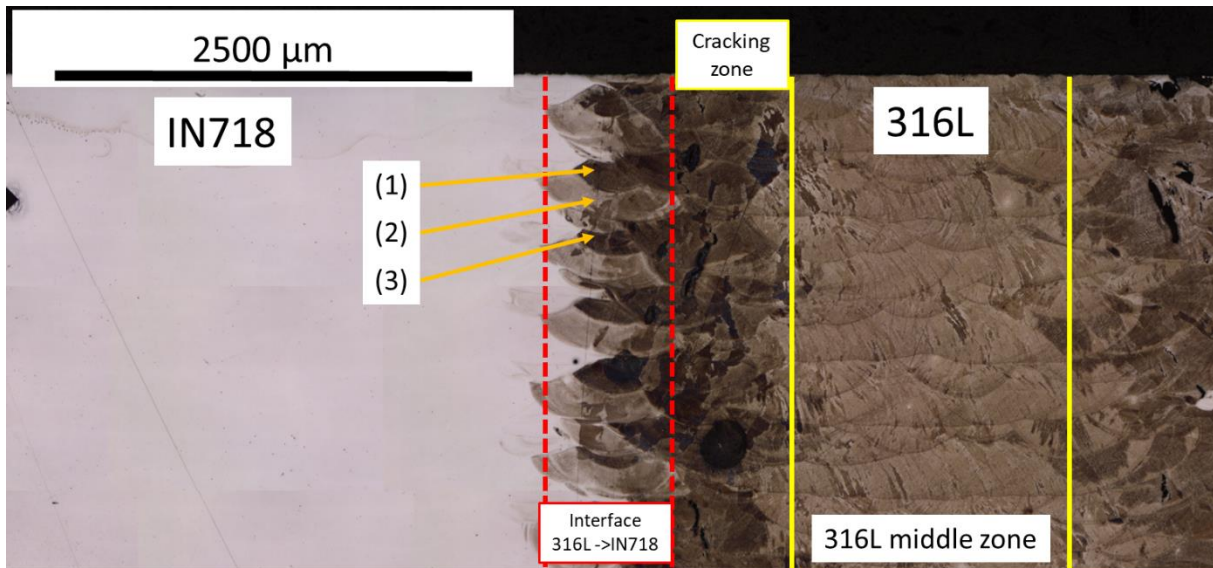 2500 µm
Cracking
zone
IN718
316L
(1)
(2)
(3)
Interface
316L ->IN718
316L middle zone